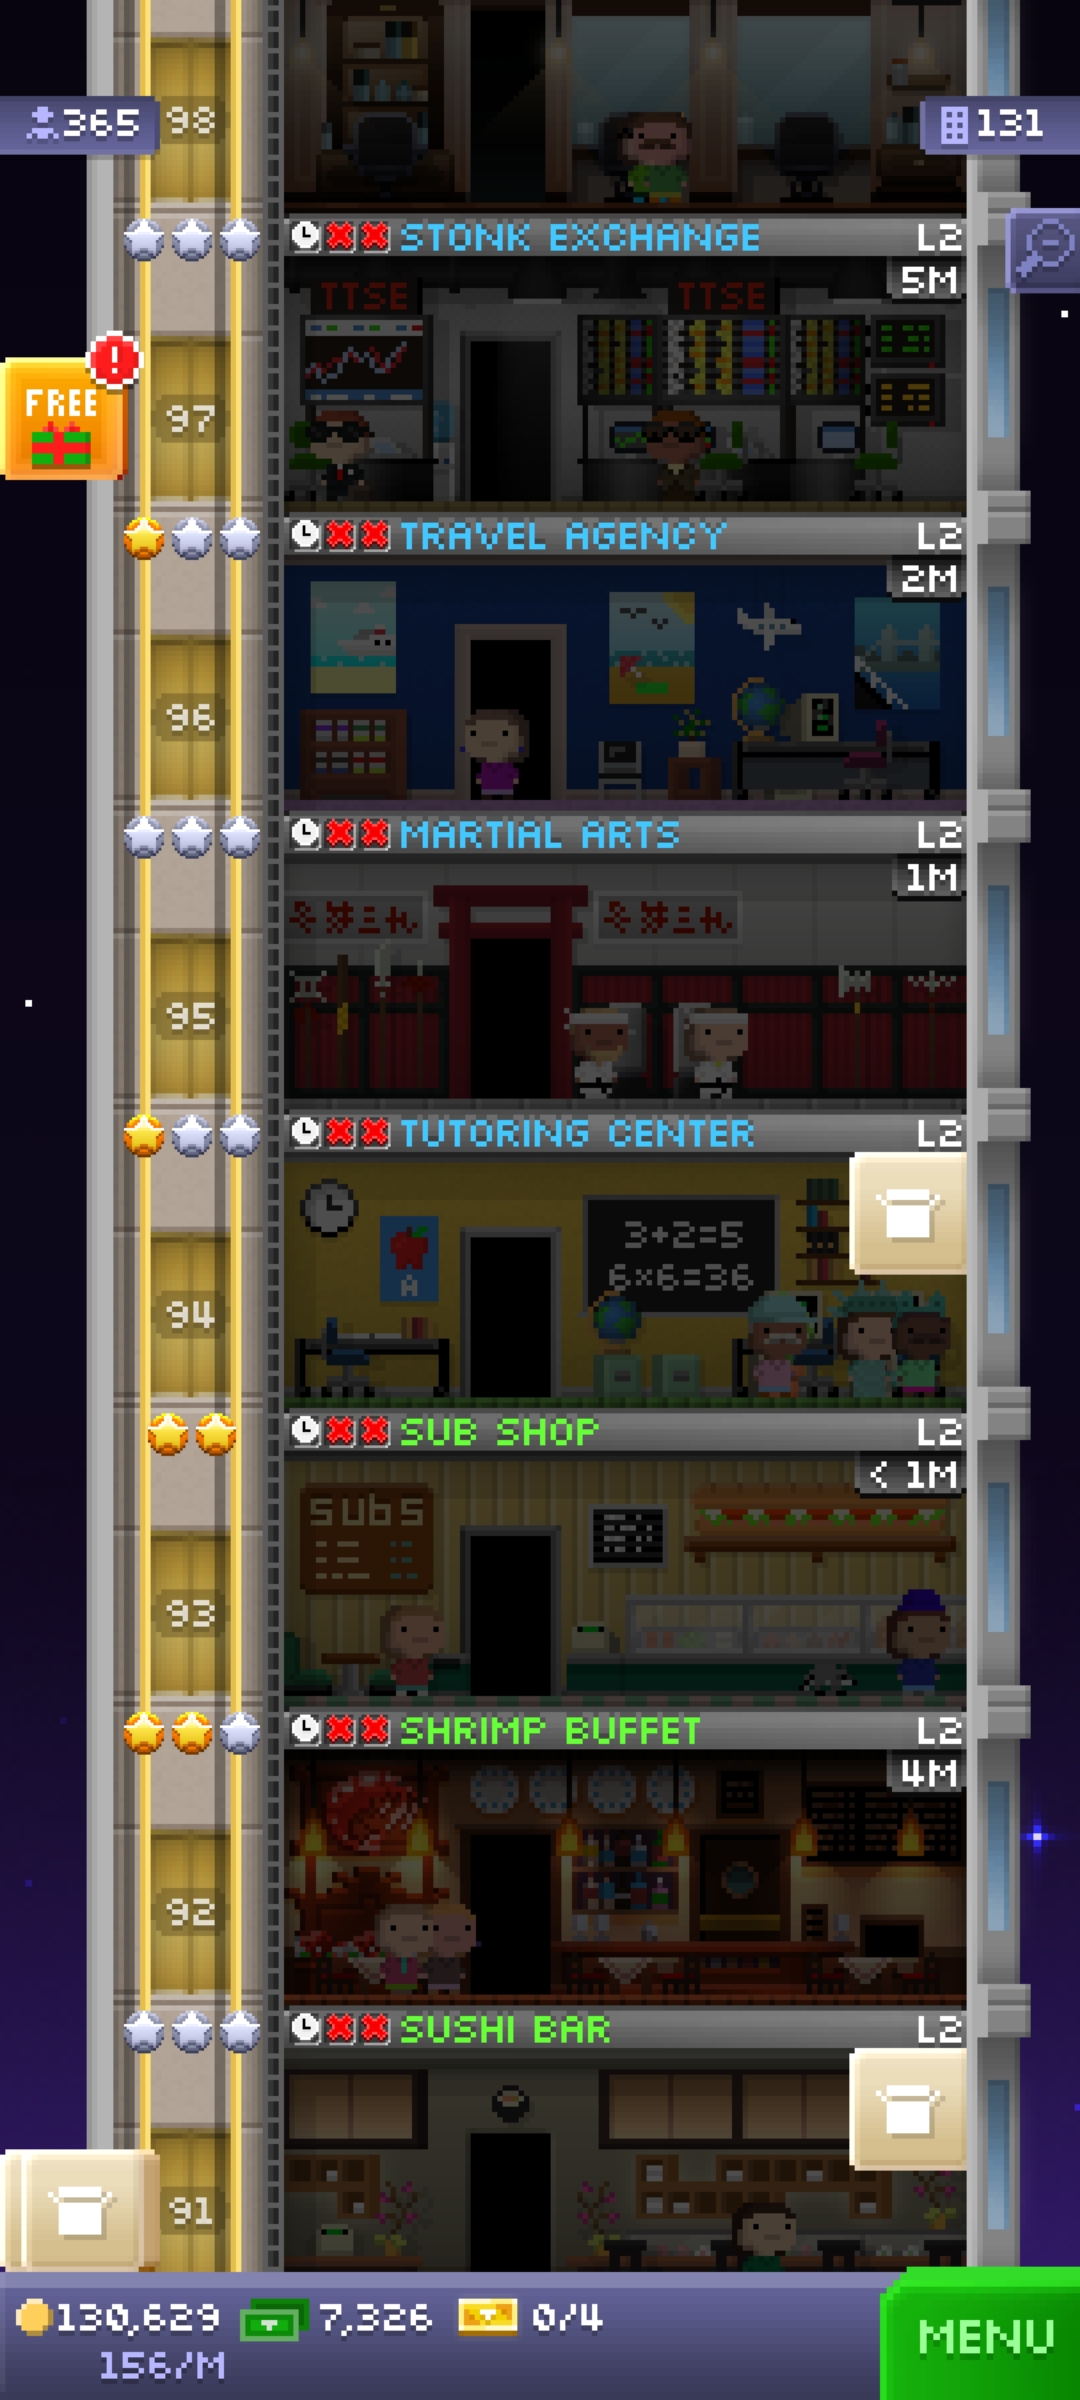 98
365
131
STONK EXCHANGE L2
5M
TTSE TTSE
FREE
97
TRAVEL AGENCY L2
2M
96
MARTIAL ARTS L2
1M
95
TUTORING CENTER L2
3+2=5
6×6=36
A
94
SUB SHOP L2
< 1M
SUBS
93
SHRIMP BUFFET L2
4M
92
SUSHI BAR L2
91
130,629 7,326 0/4
156/M
MENU